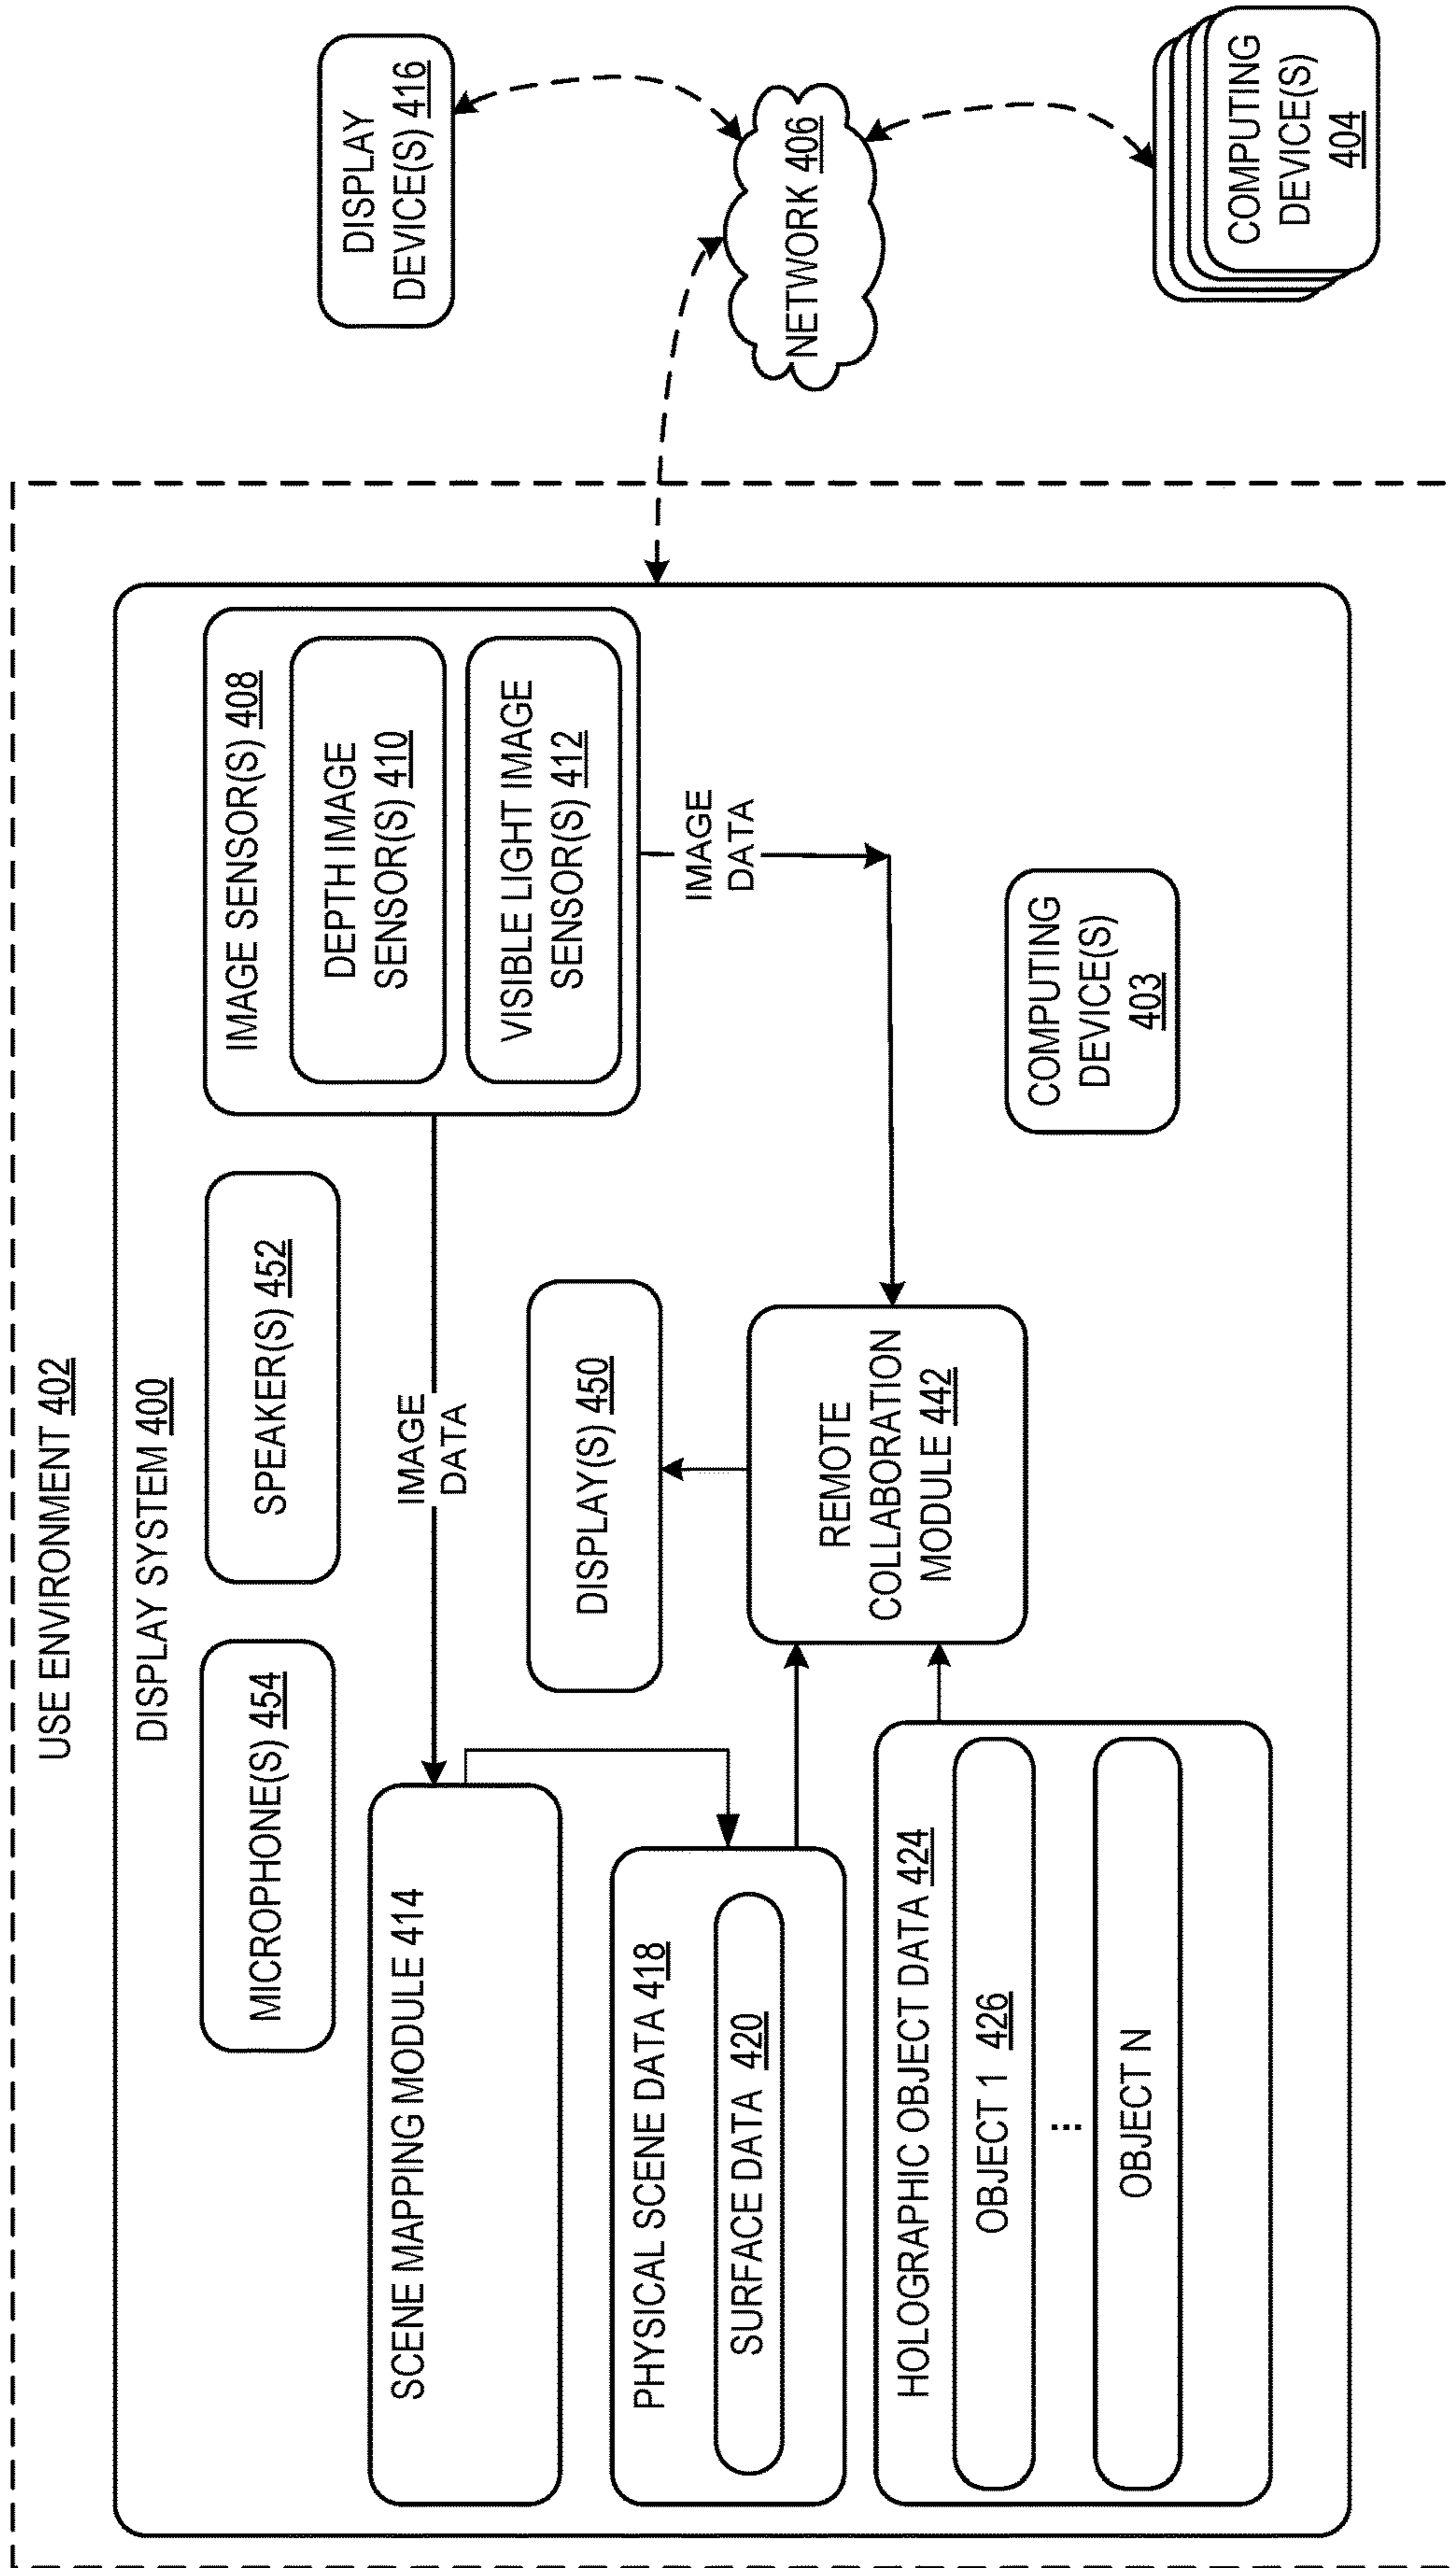 USE ENVIRONMENT 402
DISPLAY SYSTEM 400
MICROPHONE(S) 454
SPEAKER(S) 452
IMAGE SENSOR(S) 408
DEPTH IMAGE
SENSOR(S) 410
VISIBLE LIGHT IMAGE
SENSOR(S) 412
SCENE MAPPING MODULE 414
IMAGE
DATA
PHYSICAL SCENE DATA 418
SURFACE DATA 420
DISPLAY(S) 450
IMAGE
DATA
HOLOGRAPHIC OBJECT DATA 424
OBJECT 1 426
...
OBJECT N
REMOTE
COLLABORATION
MODULE 442
COMPUTING
DEVICE(S)
403
DISPLAY
DEVICE(S) 416
NETWORK 406
COMPUTING
DEVICE(S)
404